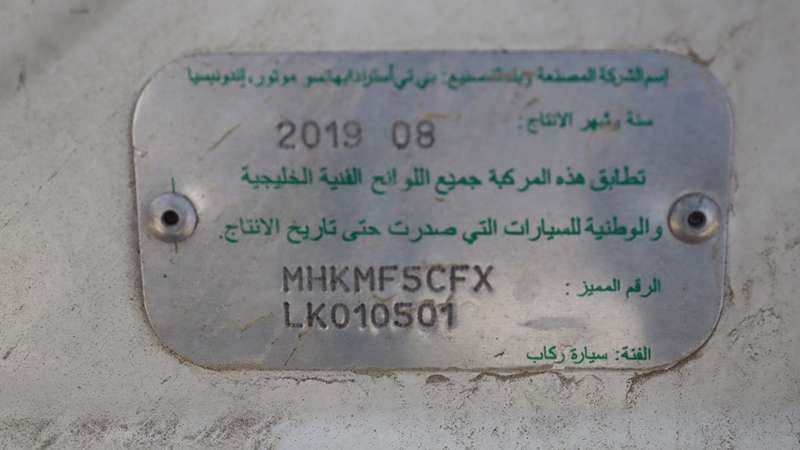 إسم الشركة المصنعة وبلد التصنيع: بي تي أسترا دايهاتسو موتور، إندونيسيا
سنة وشهر الانتاج: 2019 08
تطابق هذه المركبة جميع اللوائح الفنية الخليجية
والوطنية للسيارات التي صدرت حتى تاريخ الانتاج.
الرقم المميز: MHKMF5CFX
LK010501
الفئة: سيارة ركاب